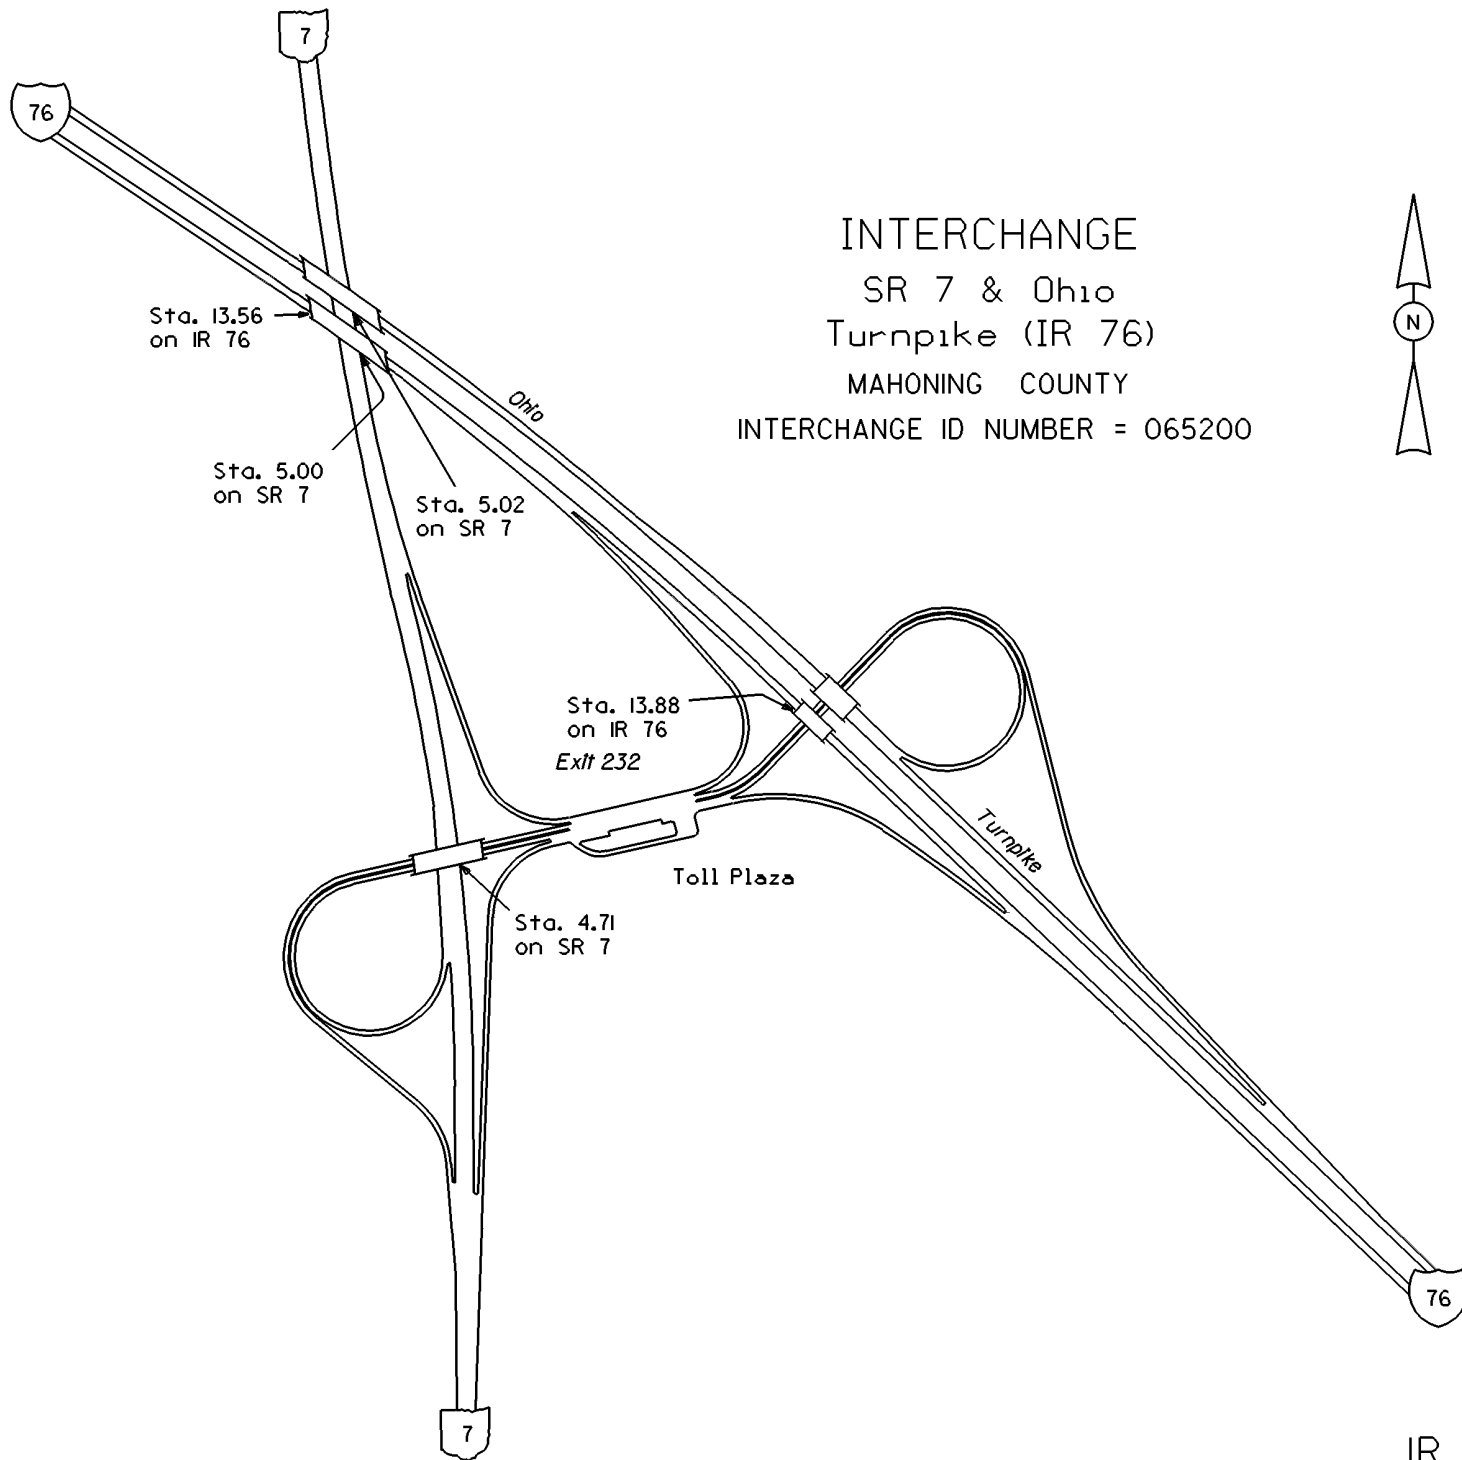 7
76
INTERCHANGE
SR 7 & Ohio
Turnpike (IR 76)
MAHONING COUNTY
INTERCHANGE ID NUMBER = 065200
N
Sta. 13.56
on IR 76
Ohio
Sta. 5.00
on SR 7
Sta. 5.02
on SR 7
Sta. 13.88
on IR 76
Exit 232
Turnpike
Toll Plaza
Sta. 4.71
on SR 7
76
7
IR